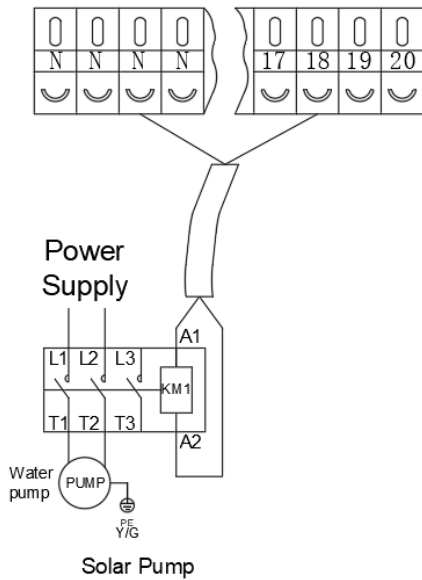 N N N N 17 18 19 20
Power
Supply
A1
L1 L2 L3
KM1
T1 T2 T3
A2
Water
pump
PUMP
PE
Y/G
Solar Pump